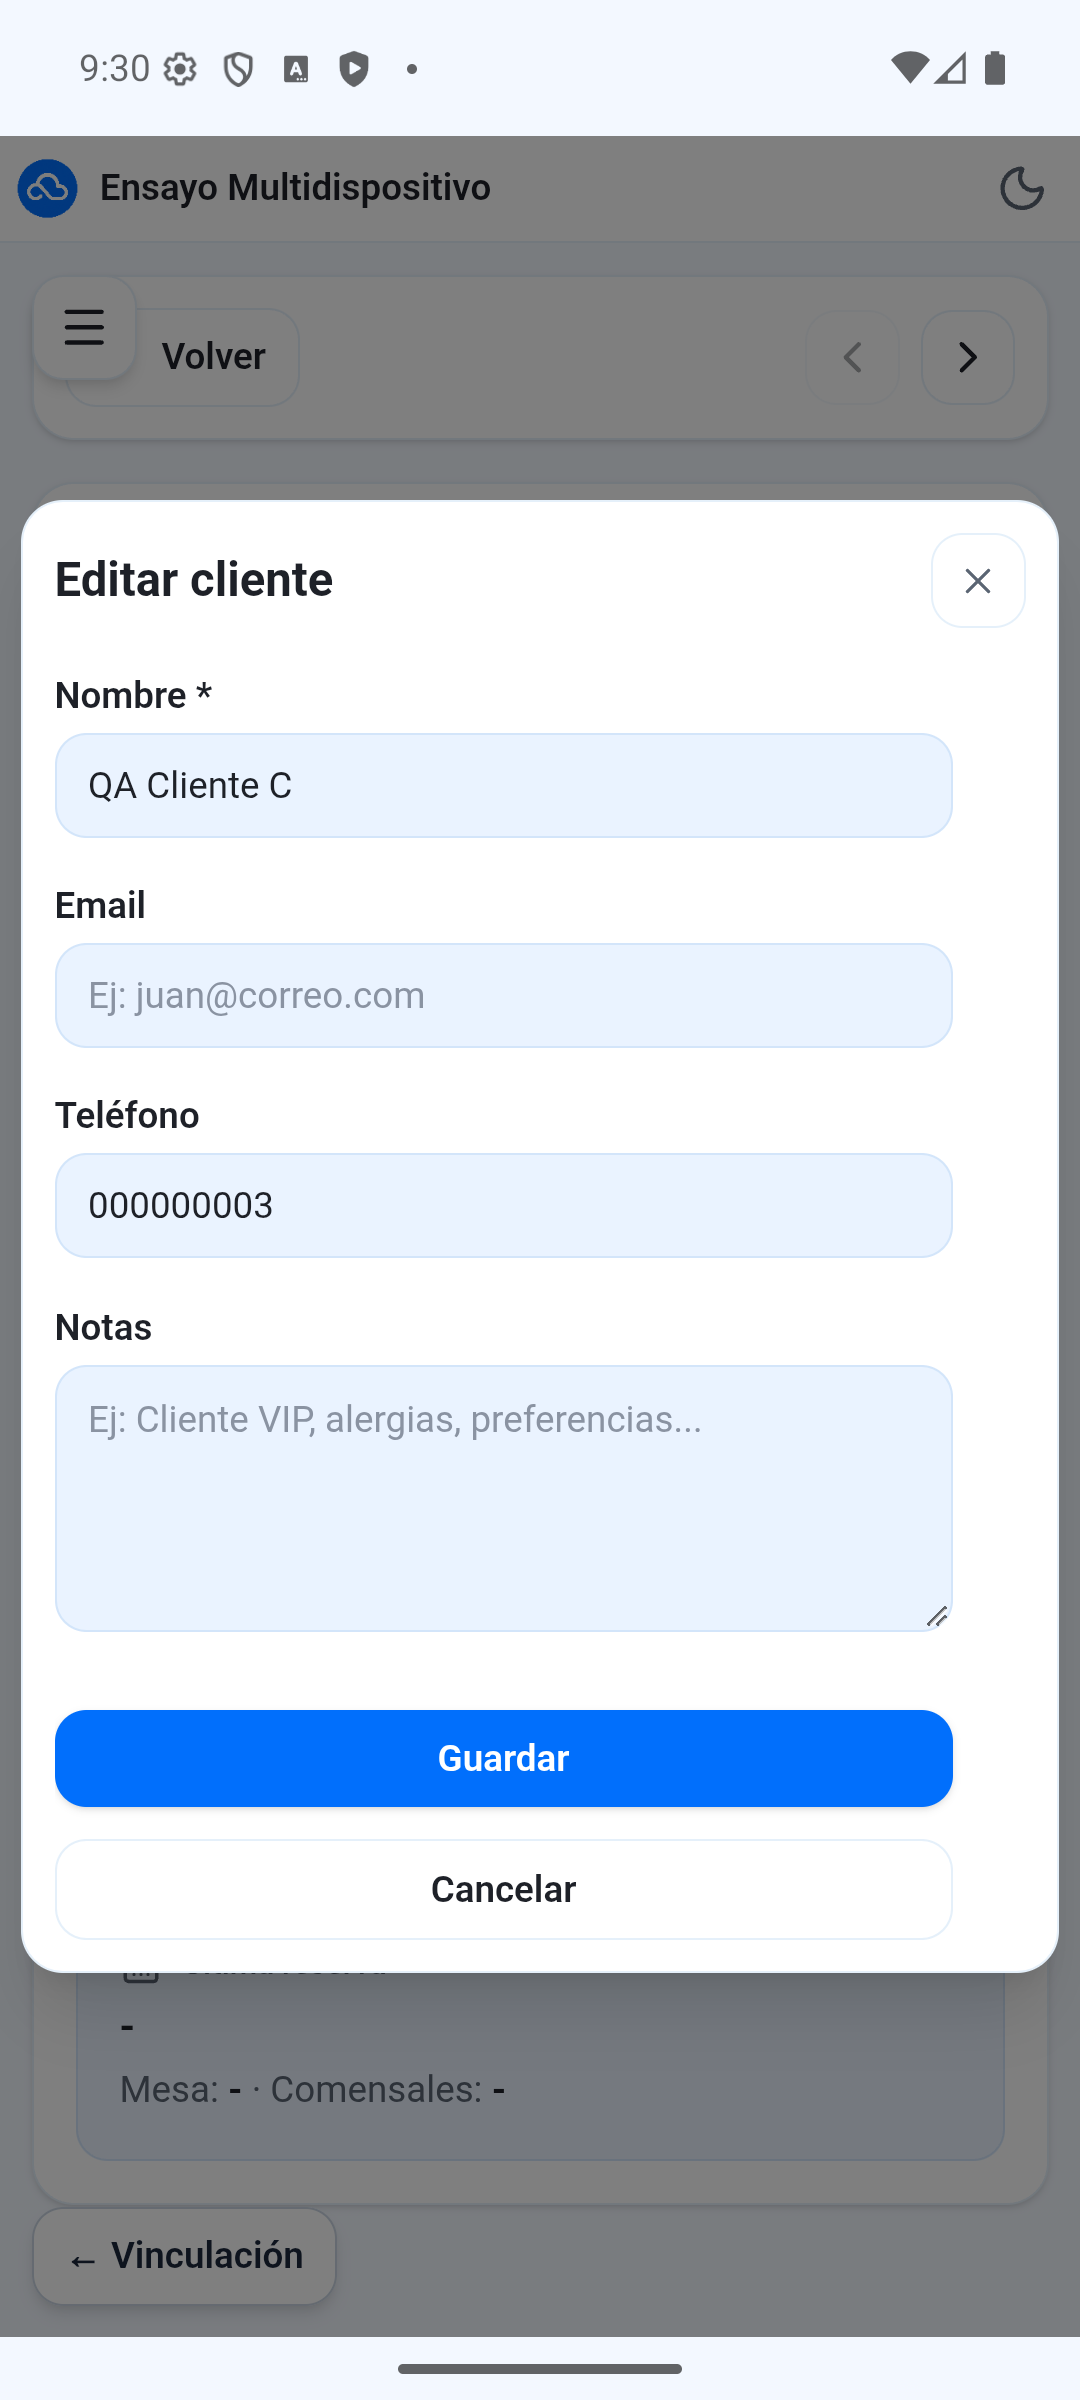 9:30
Ensayo Multidispositivo
Volver
Editar cliente
Nombre *
QA Cliente C
Email
Ej: juan@correo.com
Teléfono
000000003
Notas
Ej: Cliente VIP, alergias, preferencias...
Guardar
Cancelar
-
Mesa: - · Comensales: -
← Vinculación